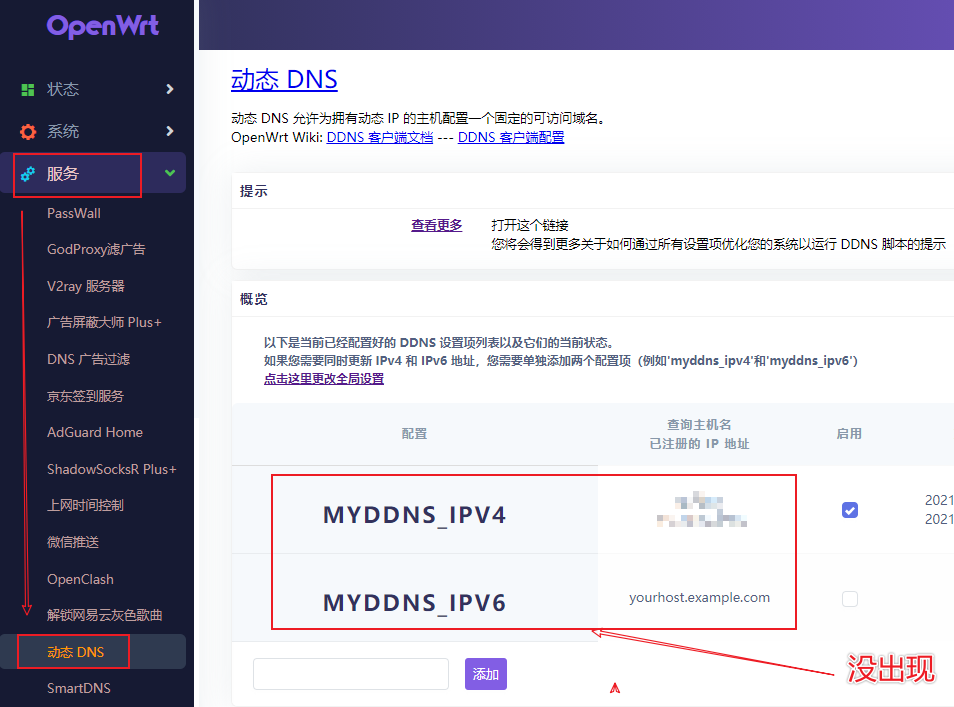 OpenWrt
状态
系统
服务
PassWall
GodProxy滤广告
V2ray 服务器
广告屏蔽大师 Plus+
DNS 广告过滤
京东签到服务
AdGuard Home
ShadowSocksR Plus+
上网时间控制
微信推送
OpenClash
解锁网易云灰色歌曲
动态 DNS
SmartDNS
动态 DNS
动态 DNS 允许为拥有动态 IP 的主机配置一个固定的可访问域名。
OpenWrt Wiki: DDNS 客户端文档 --- DDNS 客户端配置
提示
查看更多 打开这个链接
您将会得到更多关于如何通过所有设置项优化您的系统以运行 DDNS 脚本的提示
概览
以下是当前已经配置好的 DDNS 设置项列表以及它们的当前状态。
如果您需要同时更新 IPv4 和 IPv6 地址，您需要单独添加两个配置项（例如'myddns_ipv4'和'myddns_ipv6'）
点击这里更改全局设置
配置 查询主机名 启用
已注册的 IP 地址
MYDDNS_IPV4
2021
2021
MYDDNS_IPV6 yourhost.example.com
添加
没出现